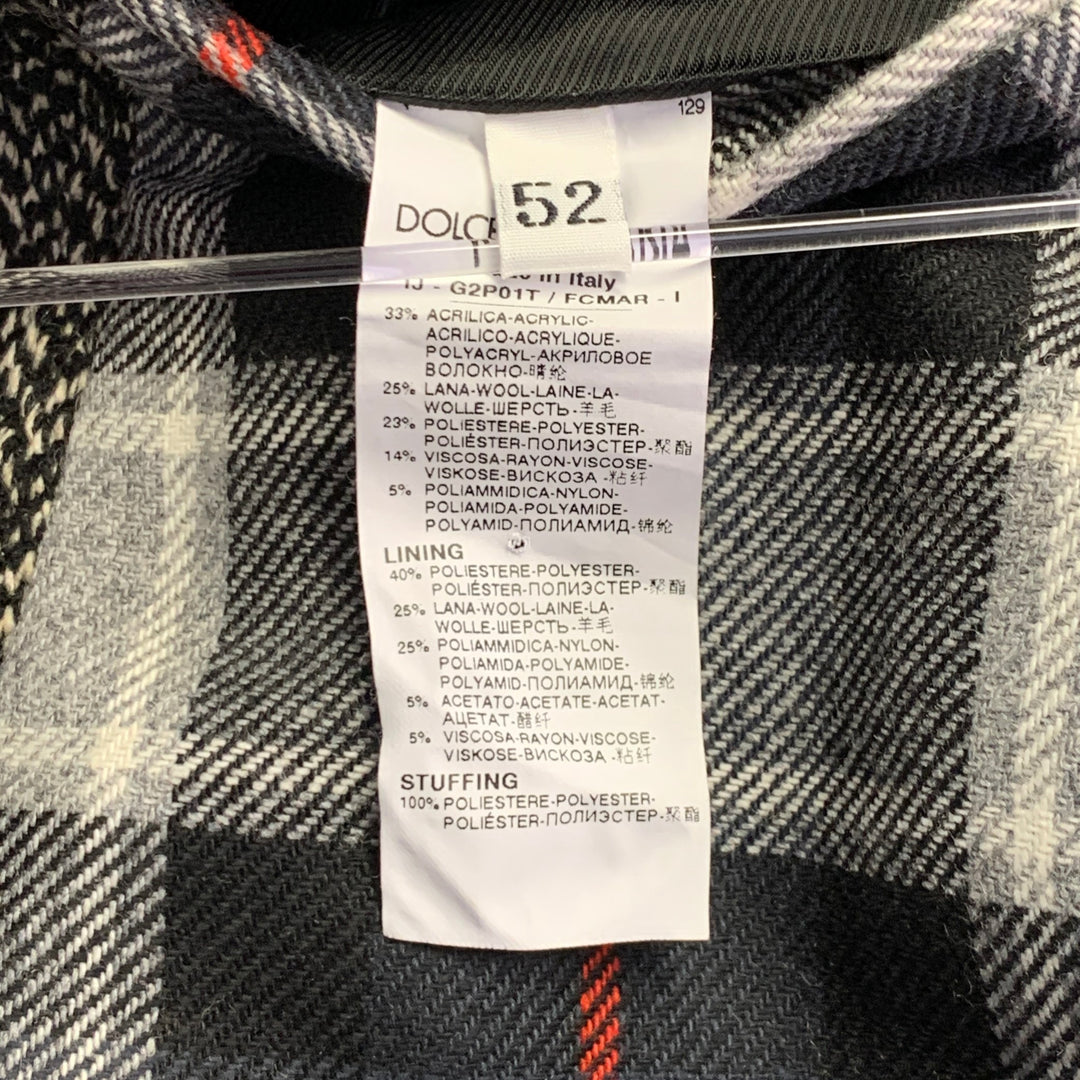 129
52
in Italy
G2P01T / FCMAR - I
33% ACRILICA-ACRYLIC-
ACRILICO-ACRYLIQUE-
POLYACRYL-АКРИЛОВОЕ
ВОЛОКНО-晴纶
25% LANA-WOOL-LAINE-LA-
WOLLE-ШЕРСТЬ-羊毛
23% POLIESTERE-POLYESTER-
POLIÉSTER-ПОЛИЭСТЕР-聚酯
14% VISCOSA-RAYON-VISCOSE-
VISKOSE-ВИСКОЗА -粘纤
5% POLIAMMIDICA-NYLON-
POLIAMIDA-POLYAMIDE-
POLYAMID-ПОЛИАМИД-锦纶
LINING
40% POLIESTERE-POLYESTER-
POLIÉSTER-ПОЛИЭСТЕР-聚酯
25% LANA-WOOL-LAINE-LA-
WOLLE-ШЕРСТЬ-羊毛
25% POLIAMMIDICA-NYLON-
POLIAMIDA-POLYAMIDE-
POLYAMID-ПОЛИАМИД-锦纶
5% ACETATO-ACETATE-ACETAT-
АЦЕТАТ-醋纤
5% VISCOSA-RAYON-VISCOSE-
VISKOSE-ВИСКОЗА -粘纤
STUFFING
100% POLIESTERE-POLYESTER-
POLIÉSTER-ПОЛИЭСТЕР-聚酯